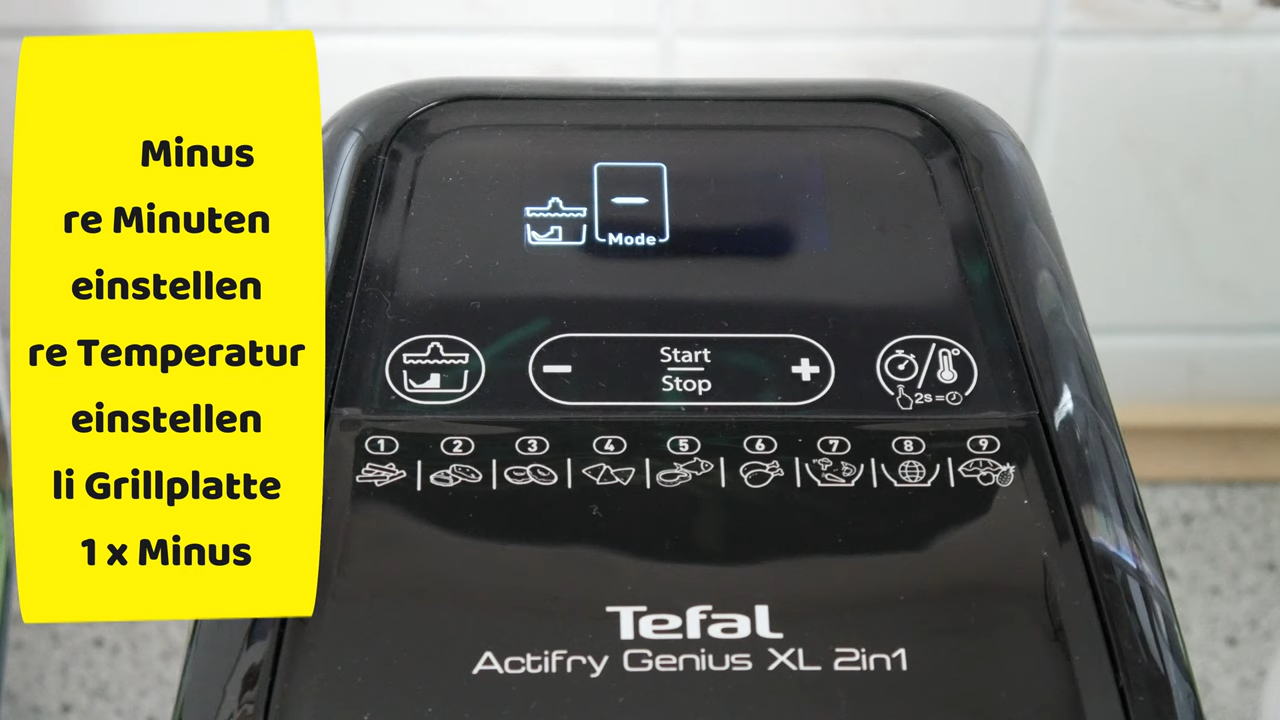 Minus
re Minuten
einstellen
re Temperatur
einstellen
li Grillplatte
1 x Minus
Mode
- Start +
Stop
2s=
1 2 3 4 5 6 7 8 9
Tefal
Actifry Genius XL 2in1